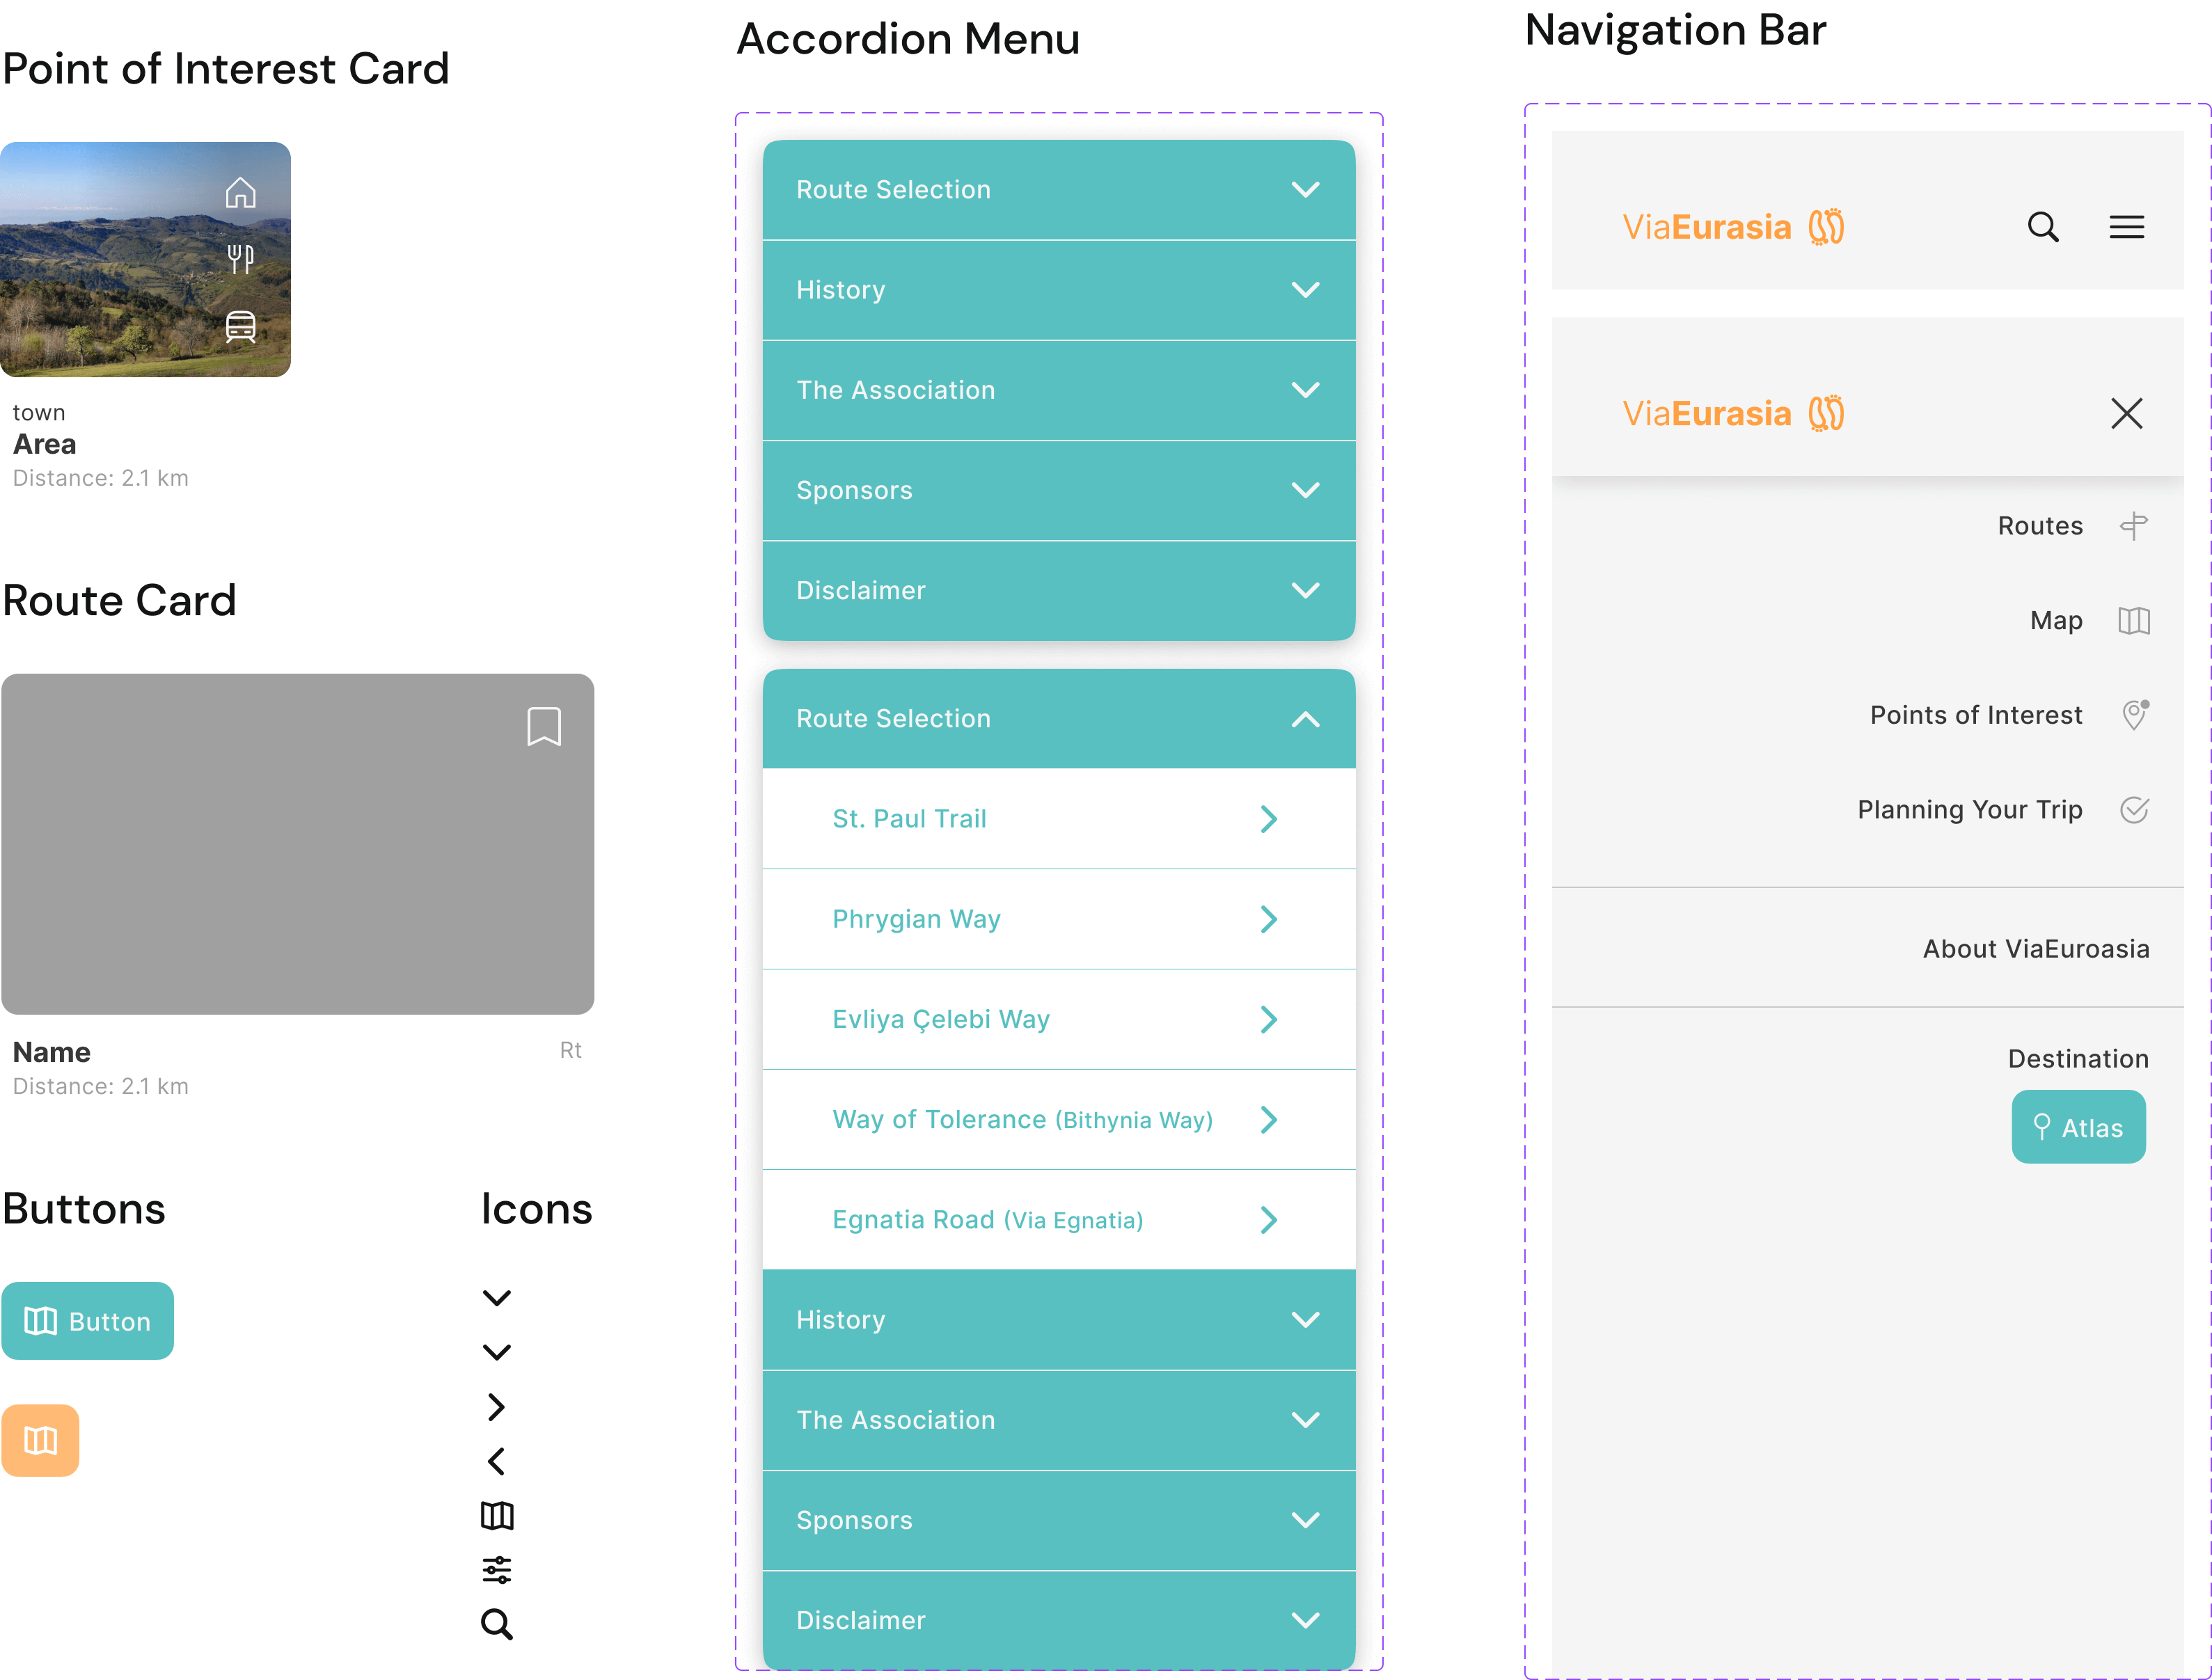 Point of Interest Card
town
Area
Distance: 2.1 km
Route Card
Name
Rt
Distance: 2.1 km
Buttons
Button
Icons
Accordion Menu
Route Selection
History
The Association
Sponsors
Disclaimer
Route Selection
St. Paul Trail
Phrygian Way
Evliya Çelebi Way
Way of Tolerance (Bithynia Way)
Egnatia Road (Via Egnatia)
History
The Association
Sponsors
Disclaimer
Navigation Bar
ViaEurasia
ViaEurasia
Routes
Map
Points of Interest
Planning Your Trip
About ViaEuroasia
Destination
Atlas